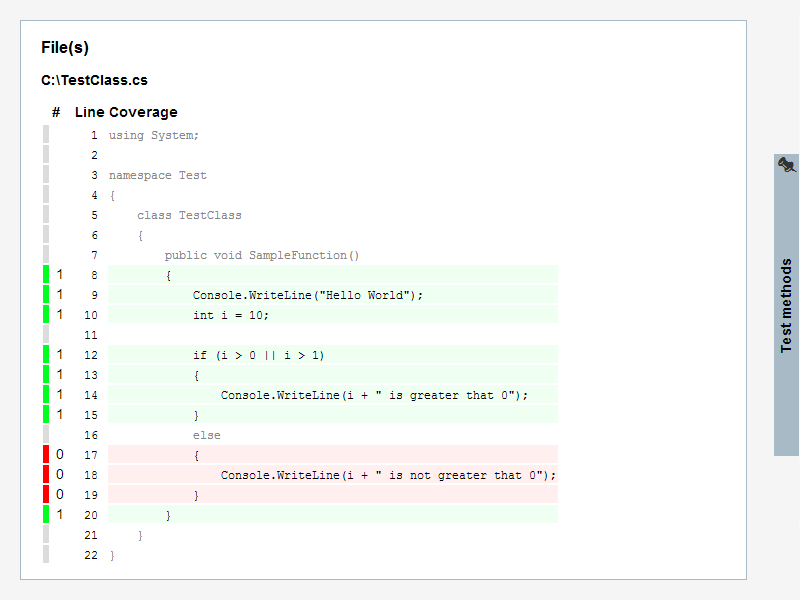 File(s)
C:\TestClass.cs
# Line Coverage
1 using System;
2
3 namespace Test
4 {
5     class TestClass
6     {
7         public void SampleFunction()
1 8         {
1 9             Console.WriteLine("Hello World");
1 10             int i = 10;
11
1 12             if (i > 0 || i > 1)
1 13             {
1 14                 Console.WriteLine(i + " is greater that 0");
1 15             }
16             else
0 17             {
0 18                 Console.WriteLine(i + " is not greater that 0");
0 19             }
1 20         }
21     }
22 }
Test methods